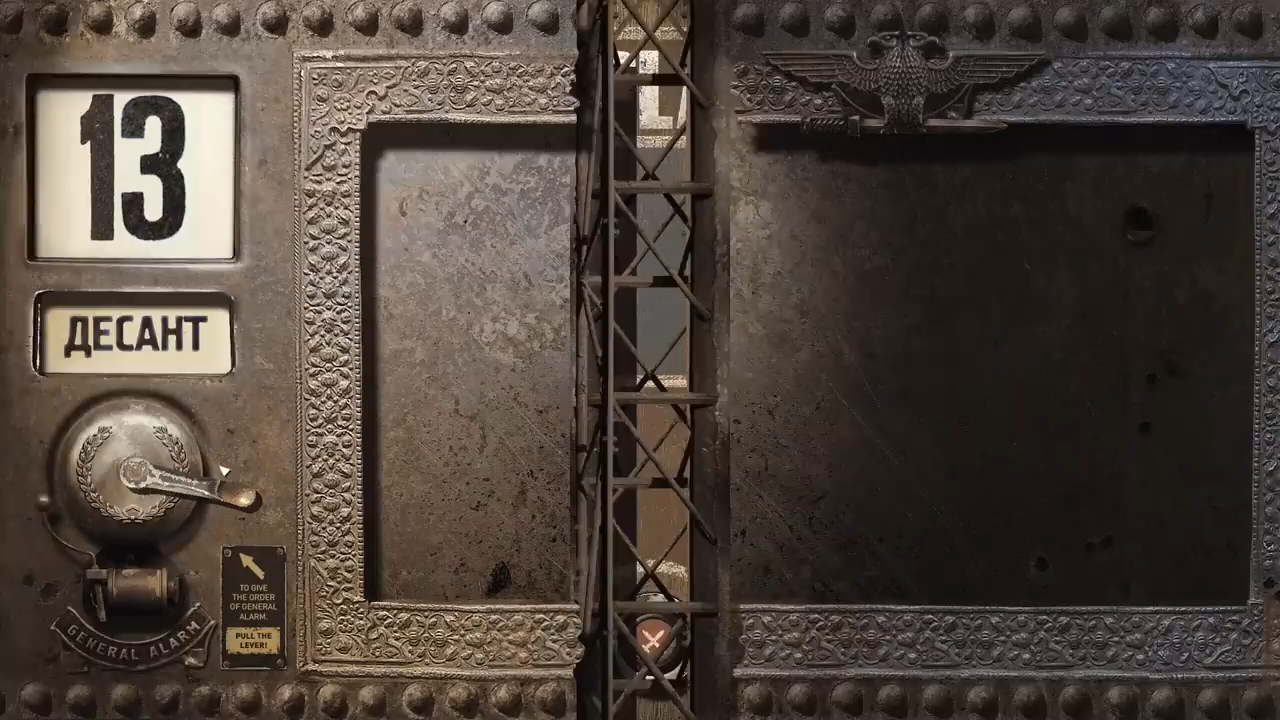 13
ДЕСАНТ
GENERAL ALARM
TO GIVE
THE ORDER
OF GENERAL
ALARM.
PULL THE
LEVER!